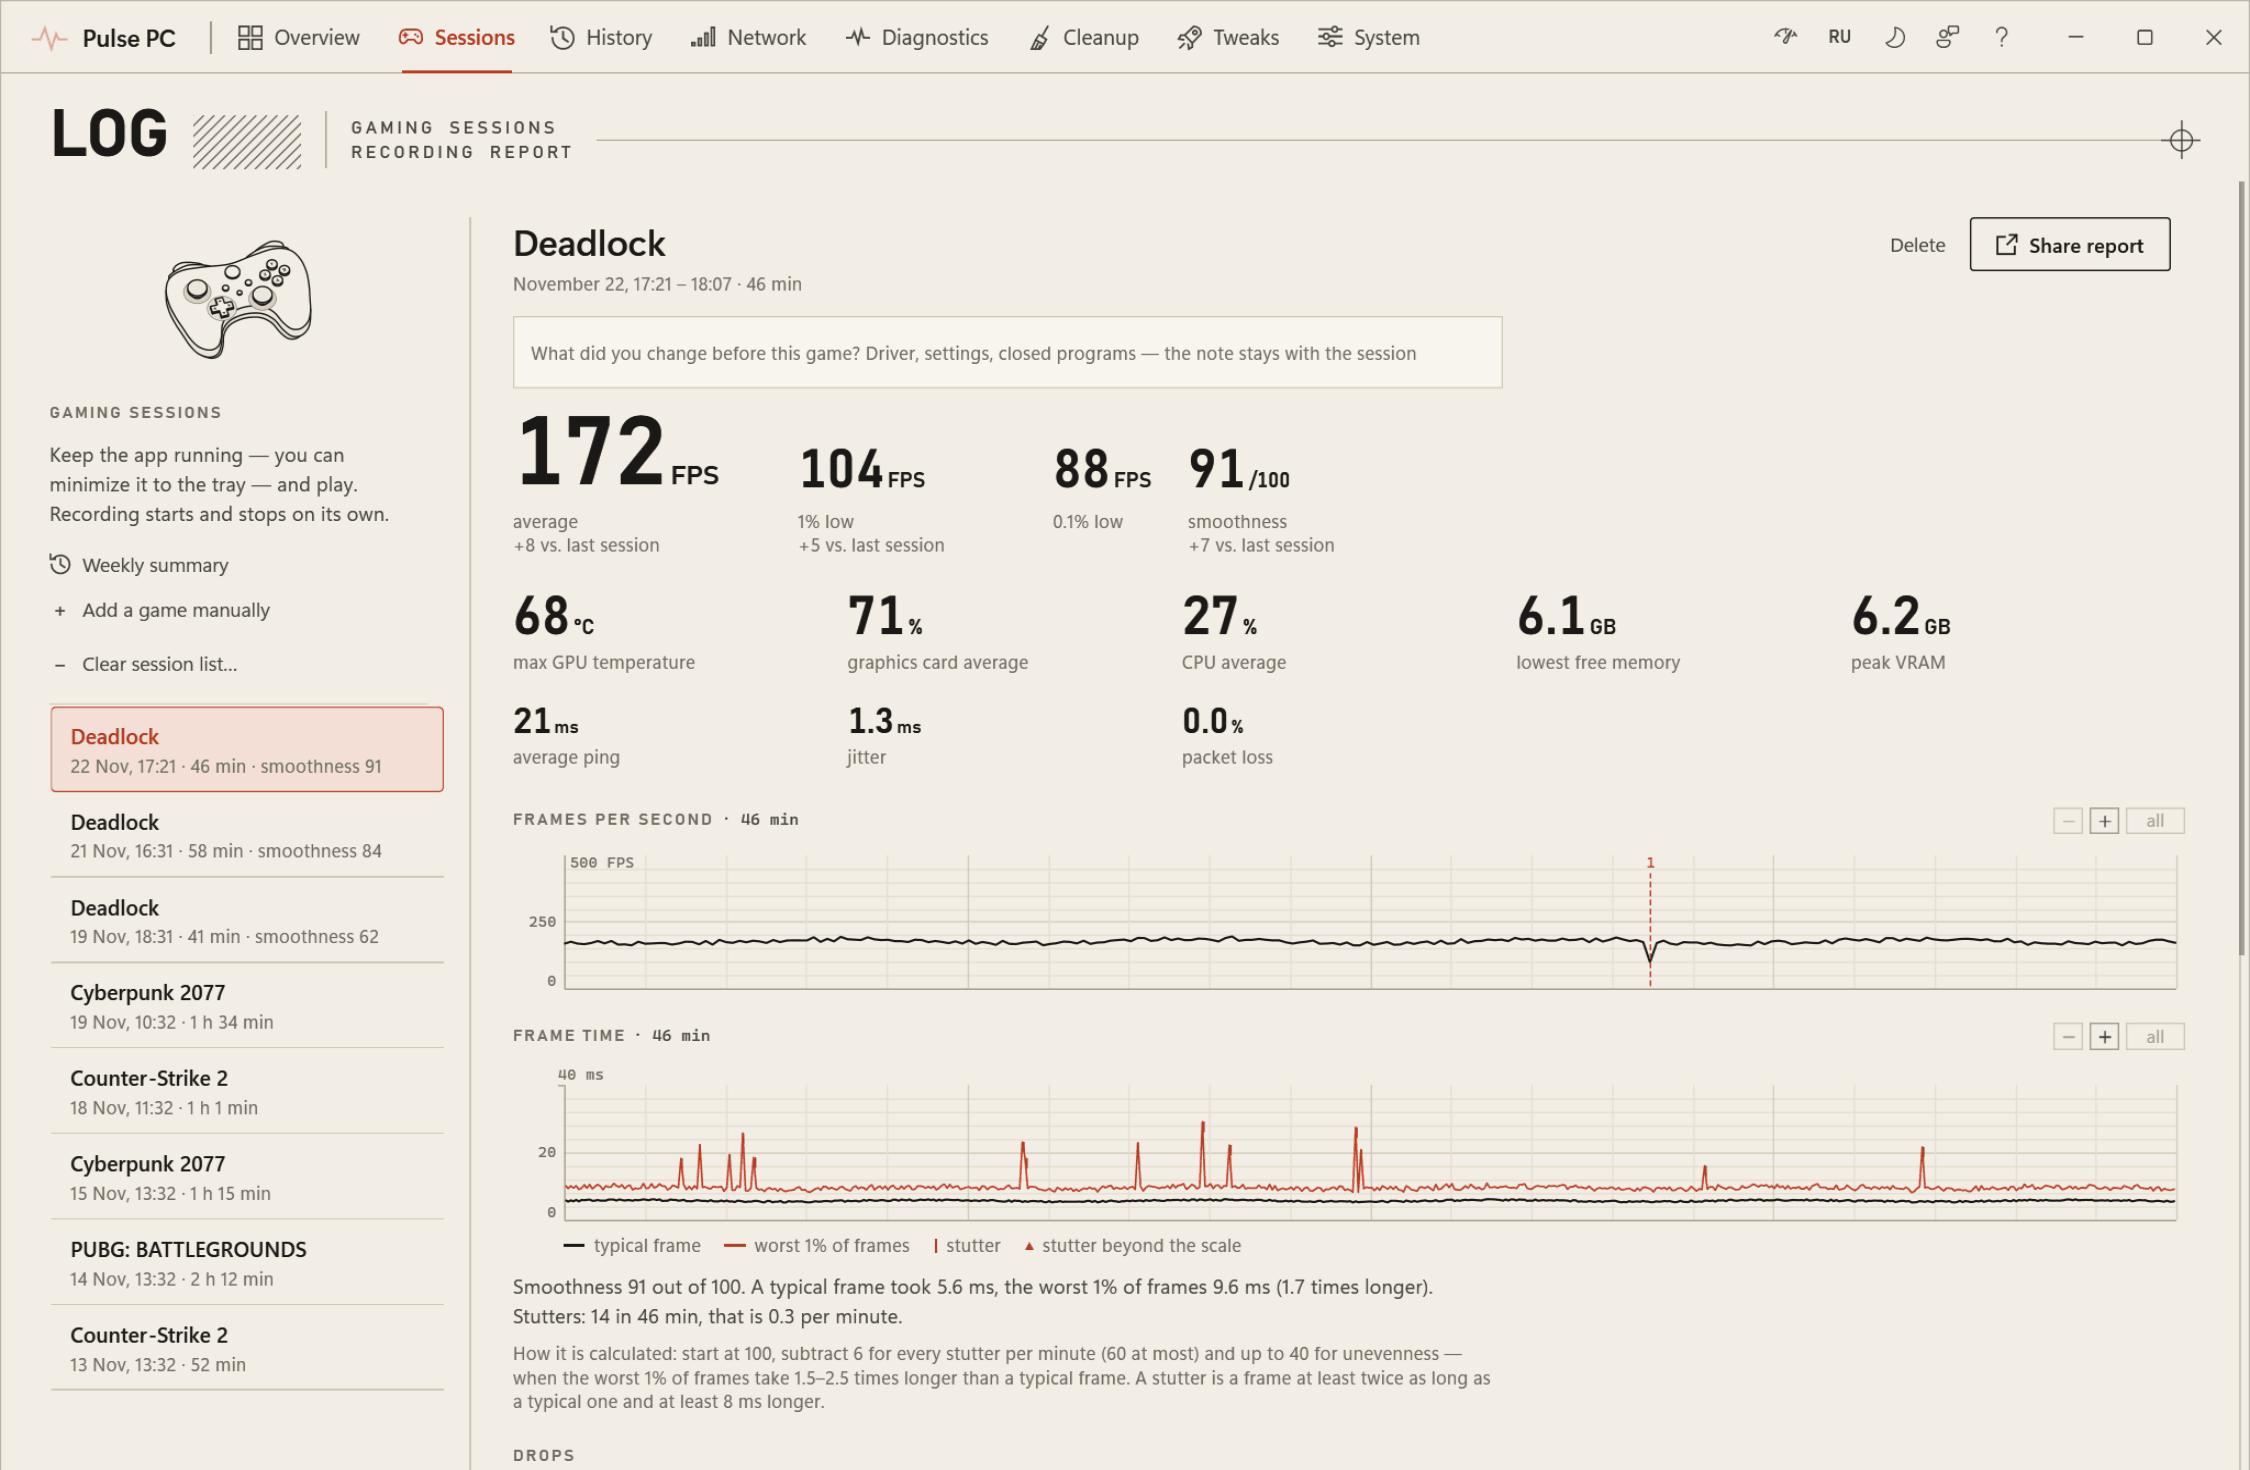 Pulse PC
Overview
Sessions
History
Network
Diagnostics
Cleanup
Tweaks
System
RU
?
LOG
GAMING SESSIONS
RECORDING REPORT
GAMING SESSIONS
Keep the app running — you can
minimize it to the tray — and play.
Recording starts and stops on its own.
Weekly summary
+ Add a game manually
– Clear session list...
Deadlock
22 Nov, 17:21 · 46 min · smoothness 91
Deadlock
21 Nov, 16:31 · 58 min · smoothness 84
Deadlock
19 Nov, 18:31 · 41 min · smoothness 62
Cyberpunk 2077
19 Nov, 10:32 · 1 h 34 min
Counter-Strike 2
18 Nov, 11:32 · 1 h 1 min
Cyberpunk 2077
15 Nov, 13:32 · 1 h 15 min
PUBG: BATTLEGROUNDS
14 Nov, 13:32 · 2 h 12 min
Counter-Strike 2
13 Nov, 13:32 · 52 min
Deadlock
Delete
Share report
November 22, 17:21 – 18:07 · 46 min
What did you change before this game? Driver, settings, closed programs — the note stays with the session
172 FPS
average
+8 vs. last session
104 FPS
1% low
+5 vs. last session
88 FPS
0.1% low
91 /100
smoothness
+7 vs. last session
68 °C
max GPU temperature
71 %
graphics card average
27 %
CPU average
6.1 GB
lowest free memory
6.2 GB
peak VRAM
21 ms
average ping
1.3 ms
jitter
0.0 %
packet loss
FRAMES PER SECOND · 46 min
– + all
500 FPS
1
250
0
FRAME TIME · 46 min
– + all
40 ms
20
0
typical frame
worst 1% of frames
stutter
stutter beyond the scale
Smoothness 91 out of 100. A typical frame took 5.6 ms, the worst 1% of frames 9.6 ms (1.7 times longer).
Stutters: 14 in 46 min, that is 0.3 per minute.
How it is calculated: start at 100, subtract 6 for every stutter per minute (60 at most) and up to 40 for unevenness —
when the worst 1% of frames take 1.5–2.5 times longer than a typical frame. A stutter is a frame at least twice as long as
a typical one and at least 8 ms longer.
DROPS